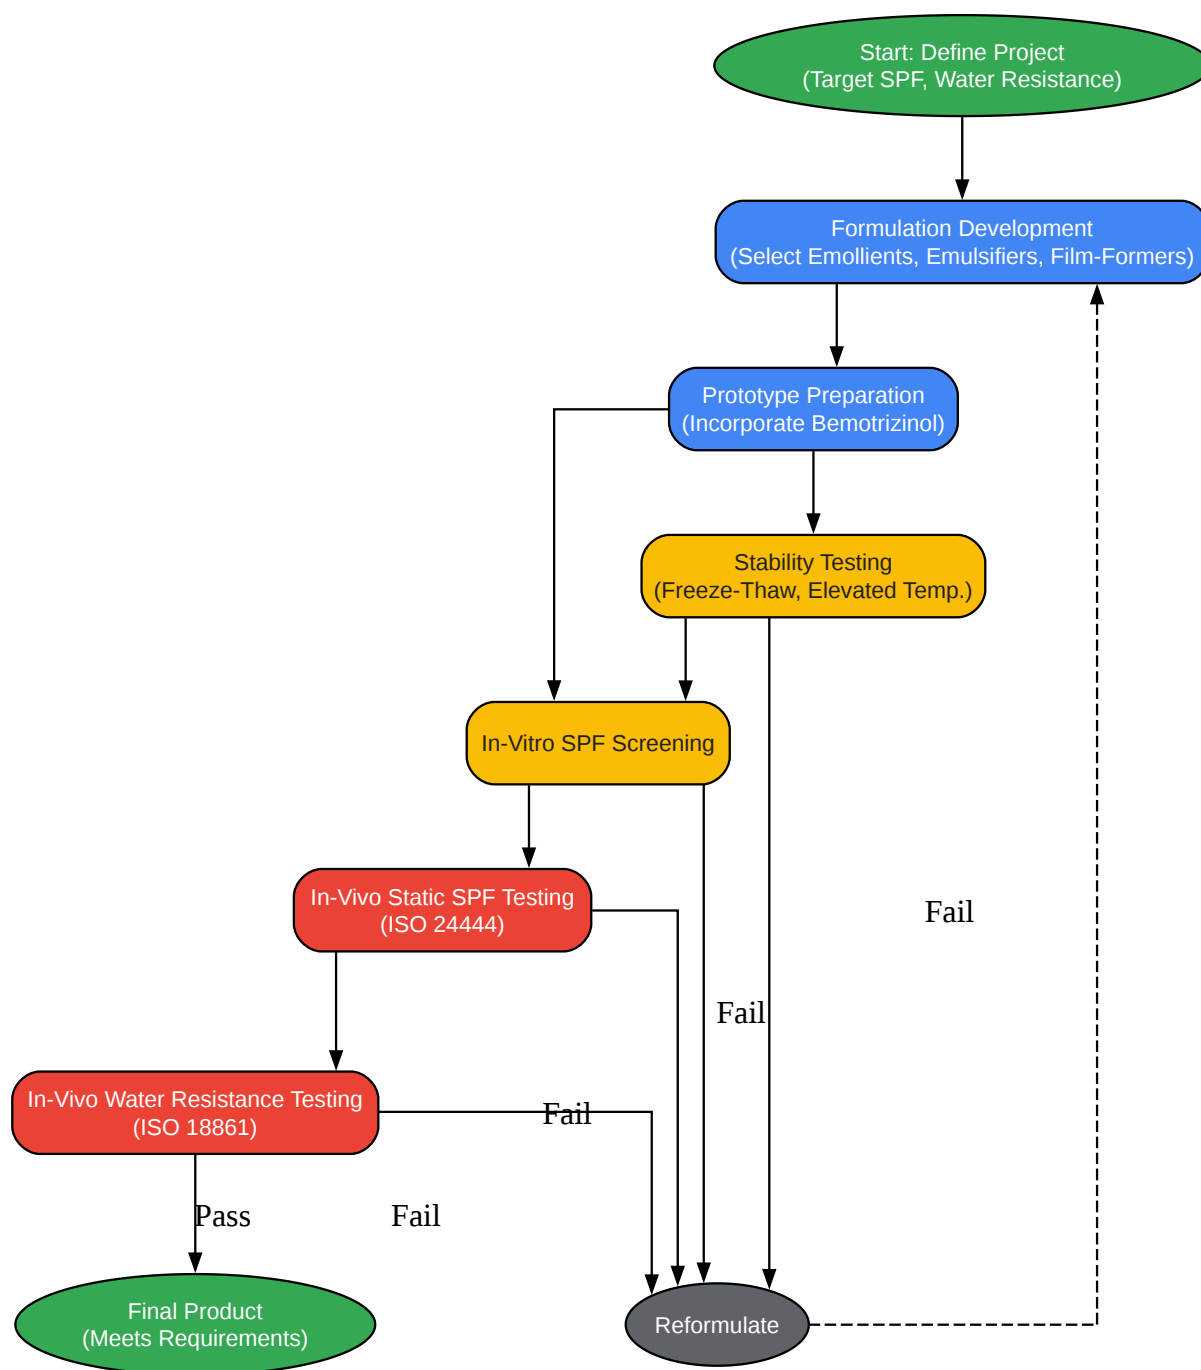 Start: Define Project
(Target SPF, Water Resistance)
Formulation Development
(Select Emollients, Emulsifiers, Film-Formers)
Prototype Preparation
(Incorporate Bemotrizinol)
Stability Testing
(Freeze-Thaw, Elevated Temp.)
In-Vitro SPF Screening
In-Vivo Static SPF Testing
(ISO 24444)
Fail
Fail
In-Vivo Water Resistance Testing
(ISO 18861)
Fail
Pass
Fail
Final Product
(Meets Requirements)
Reformulate